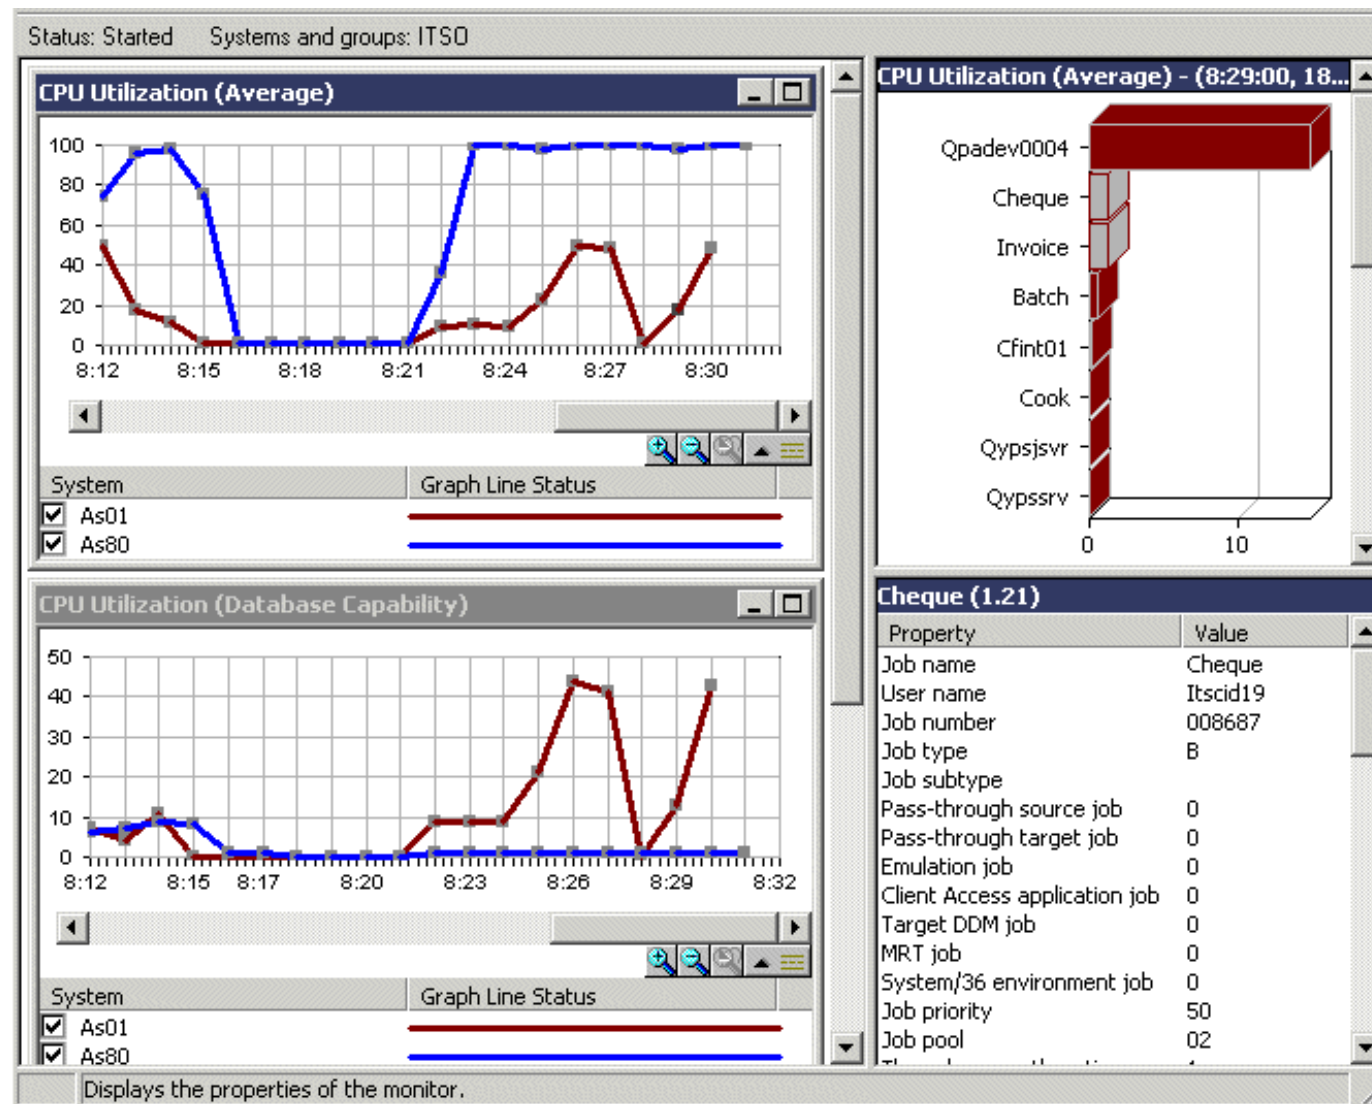 Status: Started Systems and groups: ITSO
CPU Utilization (Average)
100
80
60
40
20
0
8:12 8:15 8:18 8:21 8:24 8:27 8:30
System Graph Line Status
As01
As80
CPU Utilization (Database Capability)
50
40
30
20
10
0
8:12 8:15 8:17 8:20 8:23 8:26 8:29 8:32
System Graph Line Status
As01
As80
CPU Utilization (Average) - (8:29:00, 18...
Qpadev0004
Cheque
Invoice
Batch
Cfint01
Cook
Qypsjsvr
Qypssrv
0 10
Cheque (1.21)
Property Value
Job name Cheque
User name Itscid19
Job number 008687
Job type B
Job subtype
Pass-through source job 0
Pass-through target job 0
Emulation job 0
Client Access application job 0
Target DDM job 0
MRT job 0
System/36 environment job 0
Job priority 50
Job pool 02
Displays the properties of the monitor.